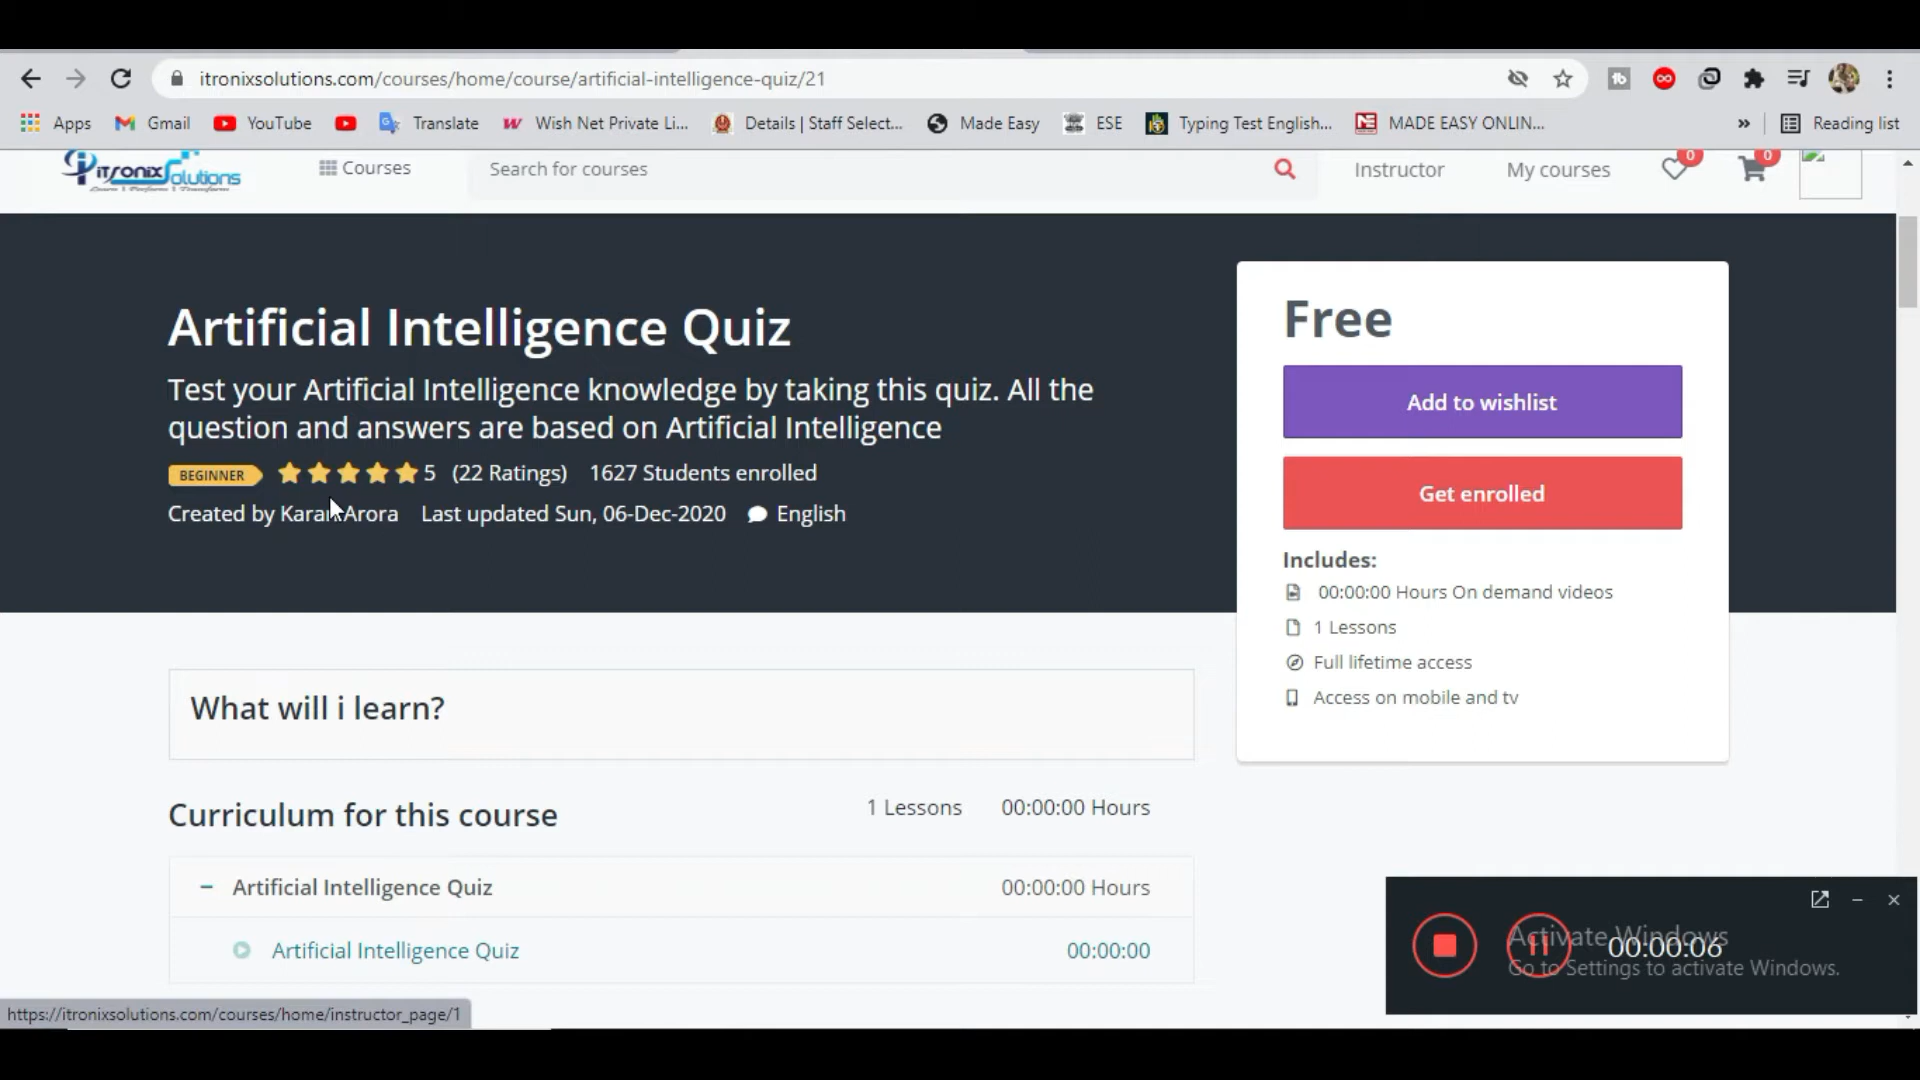 itronixsolutions.com/courses/home/course/artificial-intelligence-quiz/21
Apps Gmail YouTube Translate Wish Net Private Li... Details | Staff Select... Made Easy ESE Typing Test English... MADE EASY ONLIN... » Reading list
itronix Solutions
Courses Search for courses Instructor My courses 0 0
Artificial Intelligence Quiz
Test your Artificial Intelligence knowledge by taking this quiz. All the
question and answers are based on Artificial Intelligence
BEGINNER 5 (22 Ratings) 1627 Students enrolled
Created by Karan Arora Last updated Sun, 06-Dec-2020 English
Free
Add to wishlist
Get enrolled
Includes:
00:00:00 Hours On demand videos
1 Lessons
Full lifetime access
Access on mobile and tv
What will i learn?
Curriculum for this course 1 Lessons 00:00:00 Hours
Artificial Intelligence Quiz 00:00:00 Hours
Artificial Intelligence Quiz 00:00:00
Activate Windows
Go to Settings to activate Windows.
00:00:06
https://itronixsolutions.com/courses/home/instructor_page/1